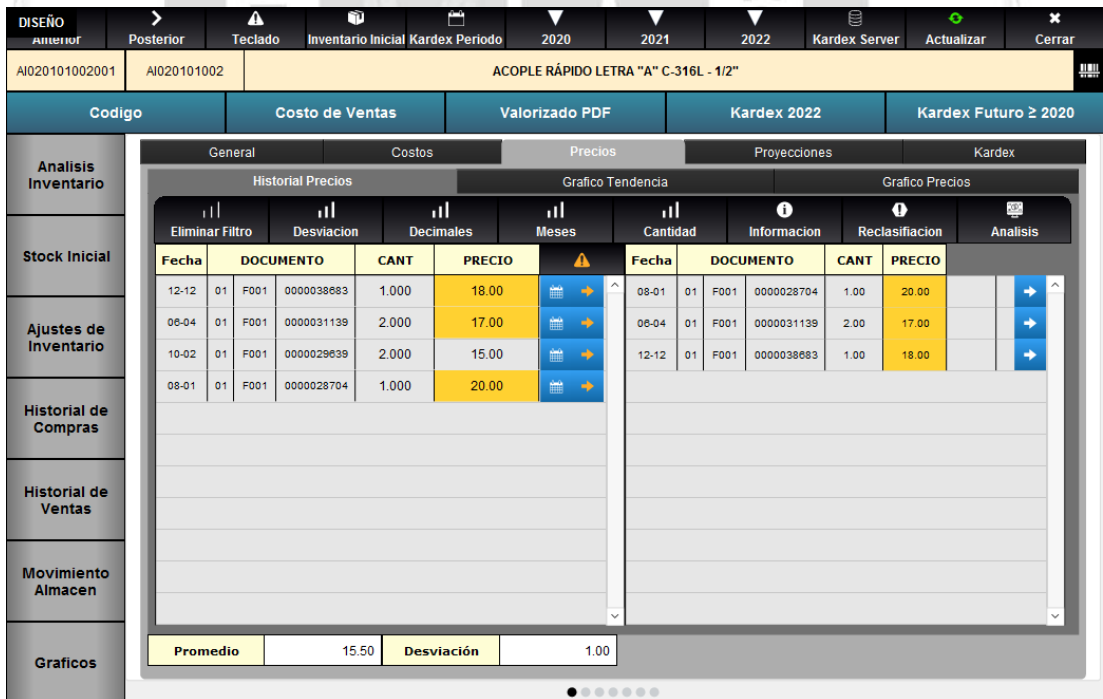 DISEÑO
Anterior Posterior Teclado Inventario Inicial Kardex Periodo 2020 2021 2022 Kardex Server Actualizar Cerrar
AI020101002001 AI020101002 ACOPLE RÁPIDO LETRA "A" C-316L - 1/2"
Codigo Costo de Ventas Valorizado PDF Kardex 2022 Kardex Futuro ≥ 2020
Analisis
Inventario
Stock Inicial
Ajustes de
Inventario
Historial de
Compras
Historial de
Ventas
Movimiento
Almacen
Graficos
General Costos Precios Proyecciones Kardex
Historial Precios Grafico Tendencia Grafico Precios
Eliminar Filtro Desviacion Decimales Meses Cantidad Informacion Reclasifiacion Analisis
Fecha DOCUMENTO CANT PRECIO
12-12 01 F001 0000038683 1.000 18.00
06-04 01 F001 0000031139 2.000 17.00
10-02 01 F001 0000029639 2.000 15.00
08-01 01 F001 0000028704 1.000 20.00
Fecha DOCUMENTO CANT PRECIO
08-01 01 F001 0000028704 1.00 20.00
06-04 01 F001 0000031139 2.00 17.00
12-12 01 F001 0000038683 1.00 18.00
Promedio 15.50 Desviación 1.00